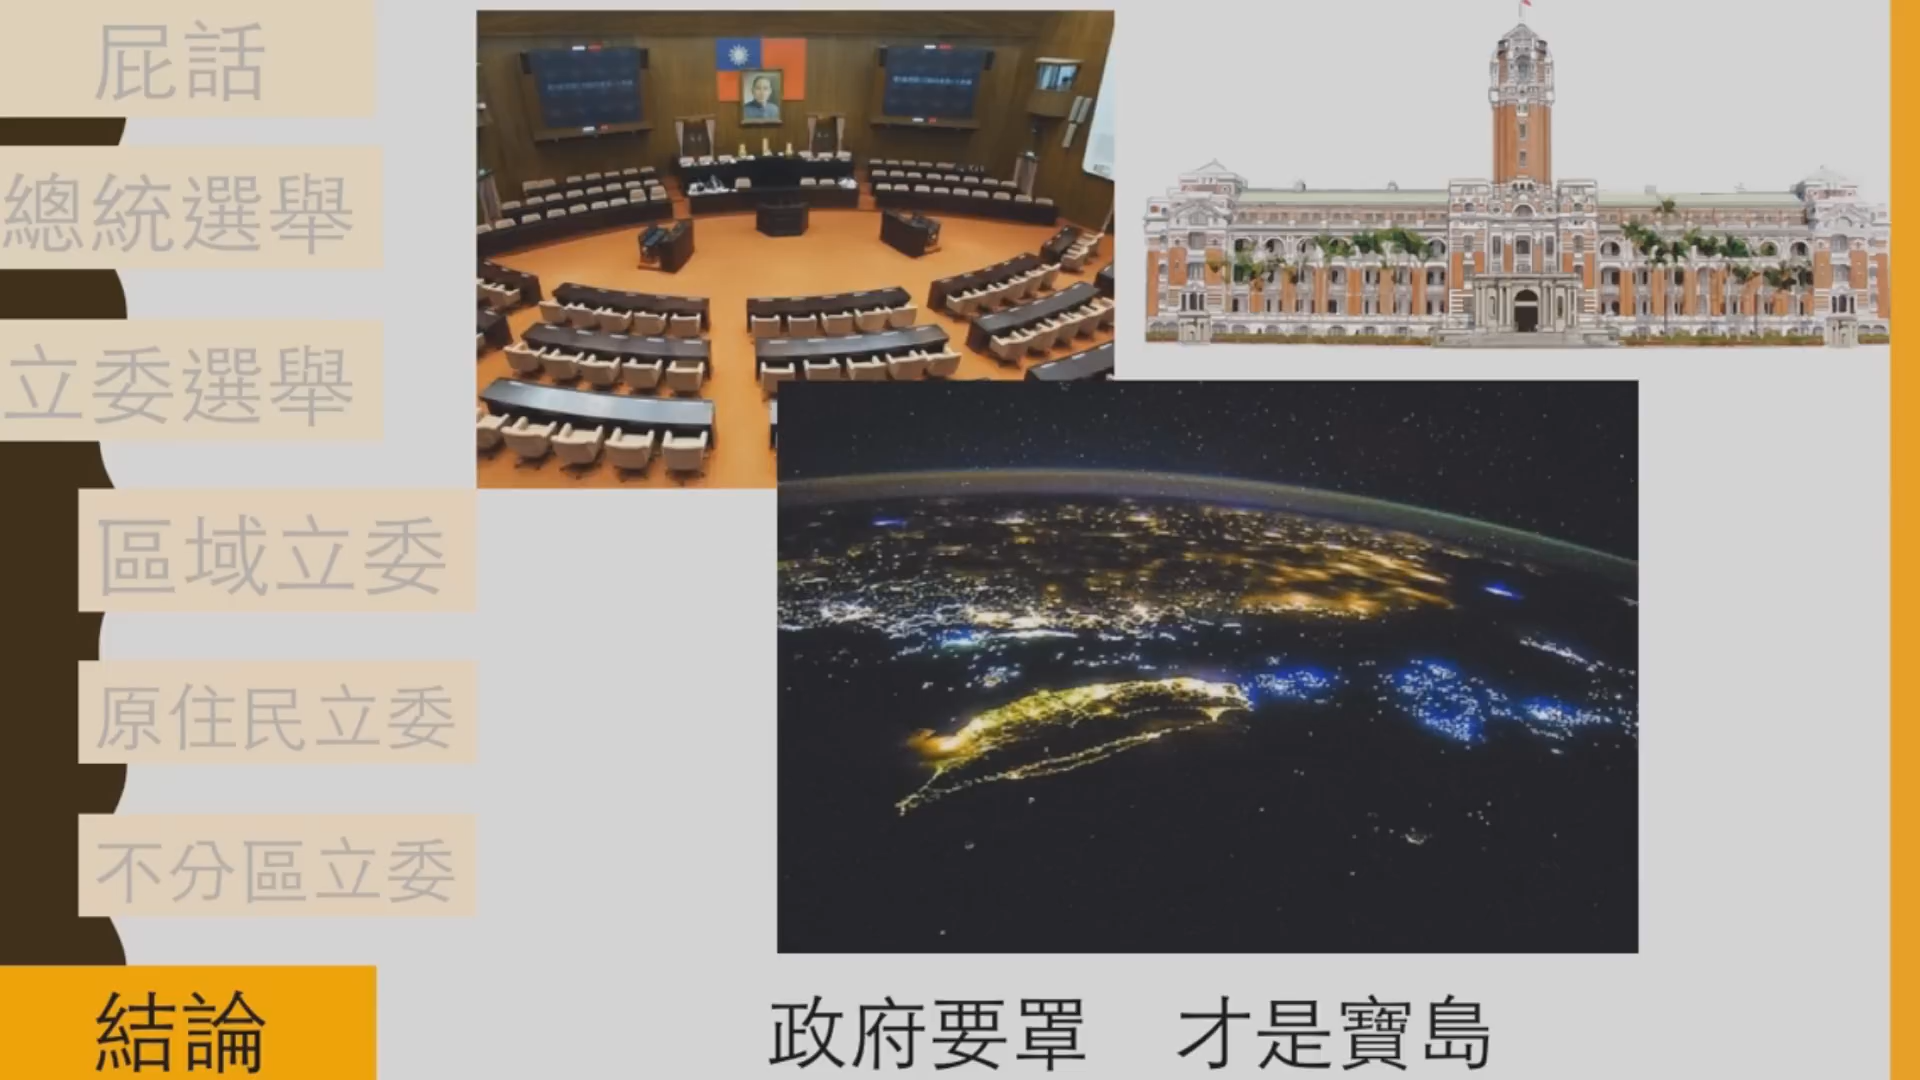 屁話
總統選舉
立委選舉
區域立委
原住民立委
不分區立委
結論
政府要罩 才是寶島